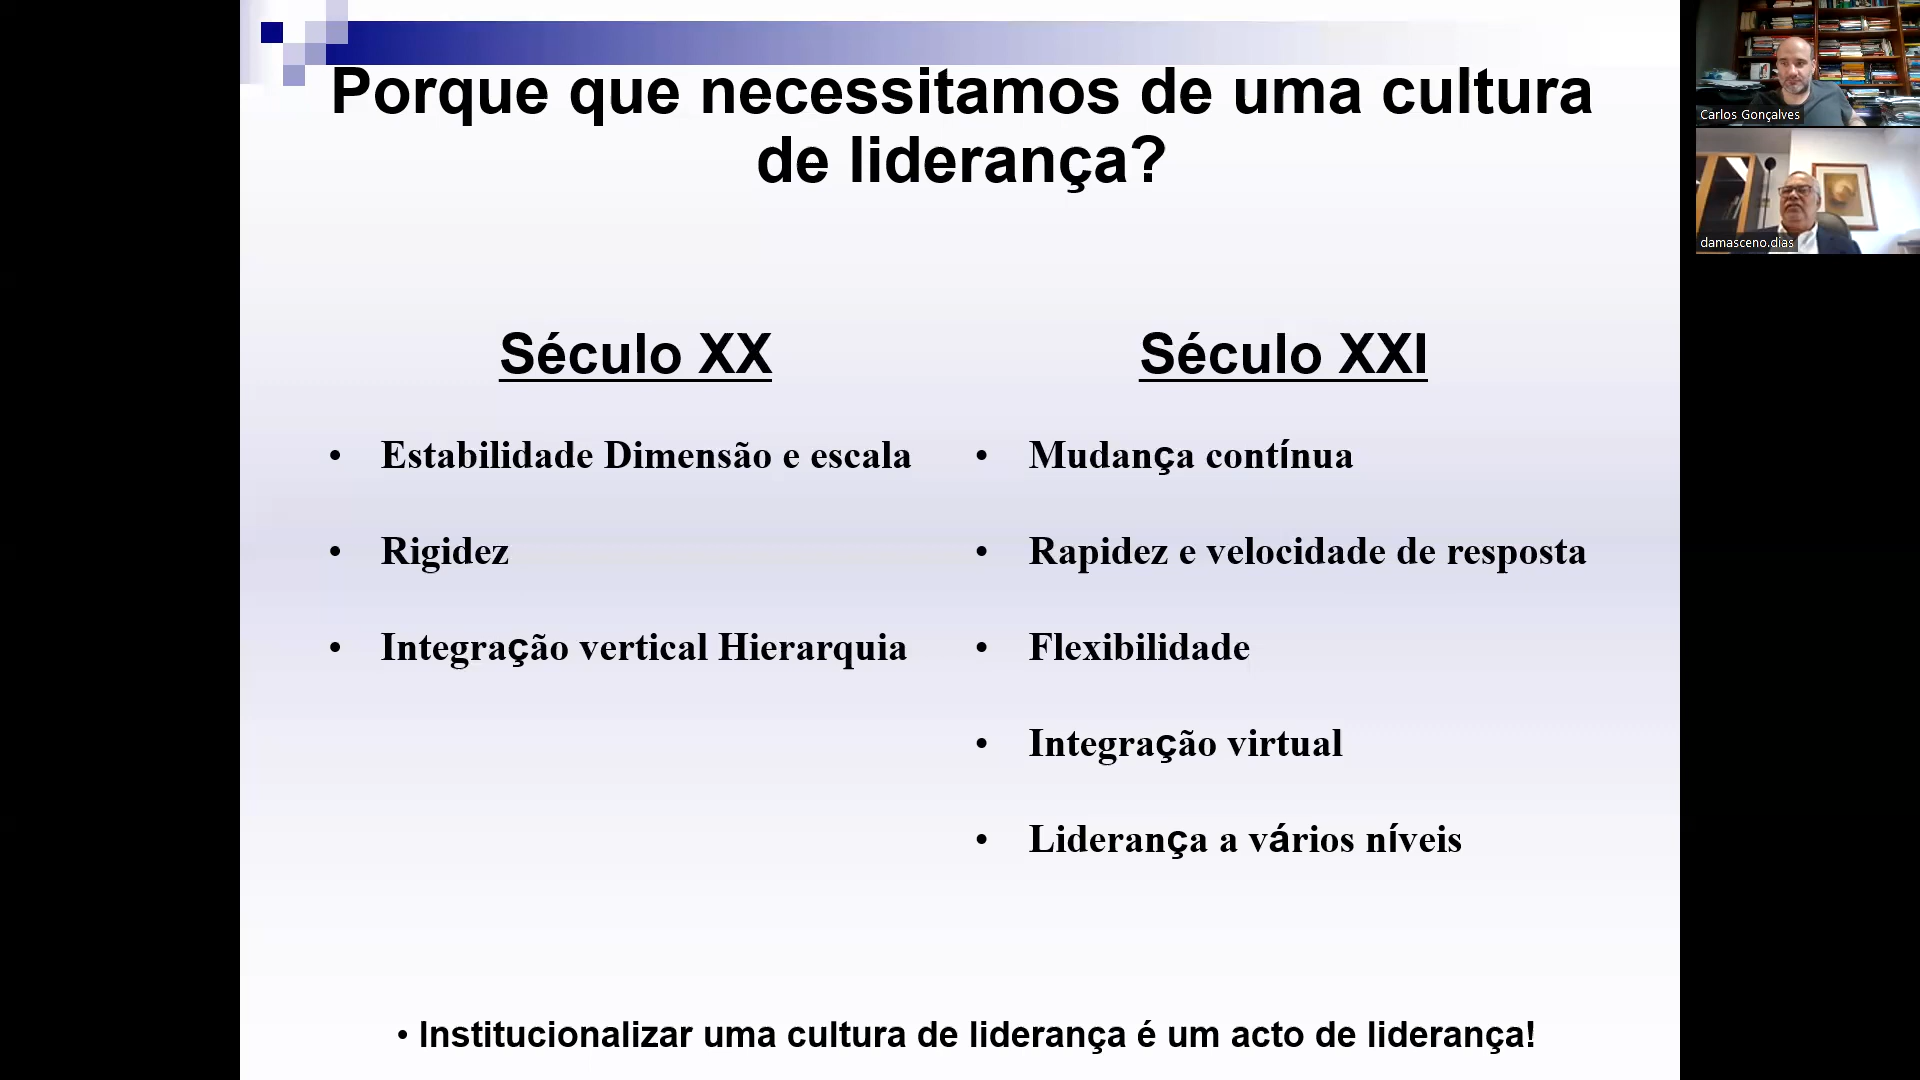 Porque que necessitamos de uma cultura
de liderança?
Século XX
• Estabilidade Dimensão e escala
• Rigidez
• Integração vertical Hierarquia
Século XXI
• Mudança contínua
• Rapidez e velocidade de resposta
• Flexibilidade
• Integração virtual
• Liderança a vários níveis
• Institucionalizar uma cultura de liderança é um acto de liderança!
Carlos Gonçalves
damasceno.dias